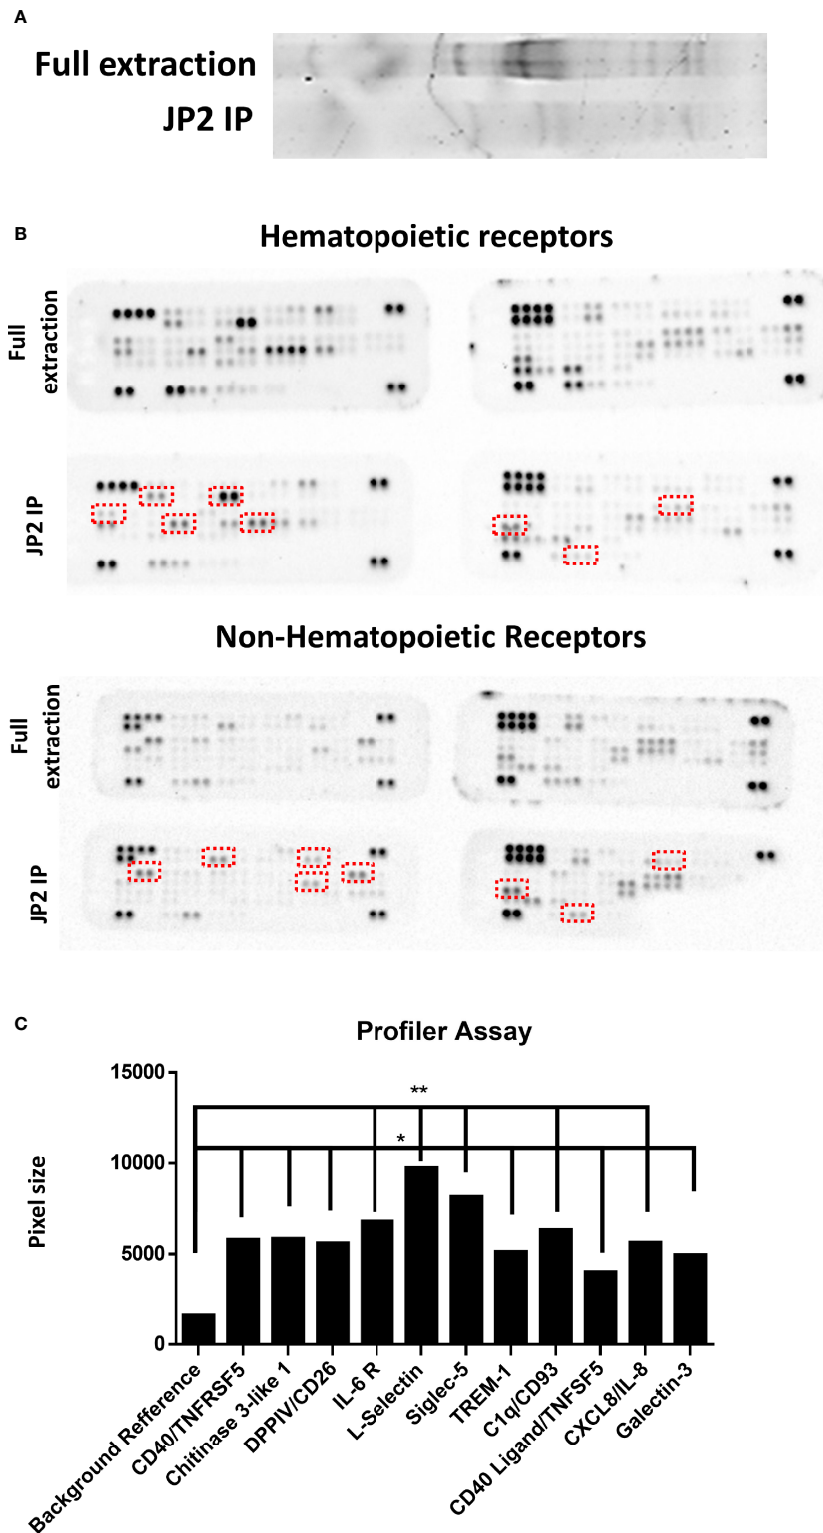 A
Full extraction
JP2 IP
B
Hematopoietic receptors
Full
extraction
JP2 IP
Non-Hematopoietic Receptors
Full
extraction
JP2 IP
C
Profiler Assay
15000
**
*
10000
Pixel size
5000
0
Background Refference
CD40/TNFRSF5
Chitinase 3-like 1
DPPIV/CD26
IL-6 R
L-Selectin
Siglec-5
TREM-1
C1q/CD93
CD40 Ligand/TNFSF5
CXCL8/IL-8
Galectin-3